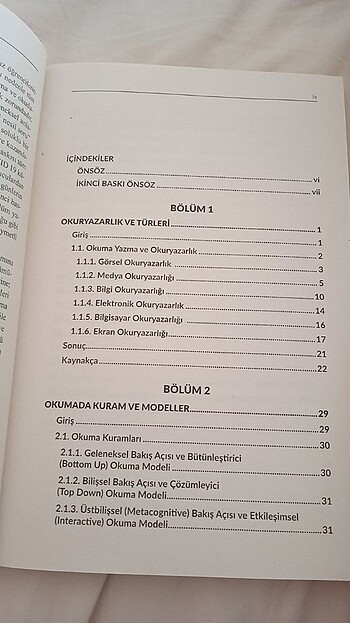 ix
İÇİNDEKİLER
ÖNSÖZ vi
İKİNCİ BASKI ÖNSÖZ vii
BÖLÜM 1
OKURYAZARLIK VE TÜRLERİ 1
Giriş 1
1.1. Okuma Yazma ve Okuryazarlık 2
1.1.1. Görsel Okuryazarlık 3
1.1.2. Medya Okuryazarlığı 5
1.1.3. Bilgi Okuryazarlığı 10
1.1.4. Elektronik Okuryazarlık 14
1.1.5. Bilgisayar Okuryazarlığı 16
1.1.6. Ekran Okuryazarlığı 17
Sonuç 21
Kaynakça 22
BÖLÜM 2
OKUMADA KURAM VE MODELLER 29
Giriş 29
2.1. Okuma Kuramları 30
2.1.1. Geleneksel Bakış Açısı ve Bütünleştirici
(Bottom Up) Okuma Modeli 30
2.1.2. Bilişsel Bakış Açısı ve Çözümleyici
(Top Down) Okuma Modeli 31
2.1.3. Üstbilişsel (Metacognitive) Bakış Açısı ve Etkileşimsel
(Interactive) Okuma Modeli 31